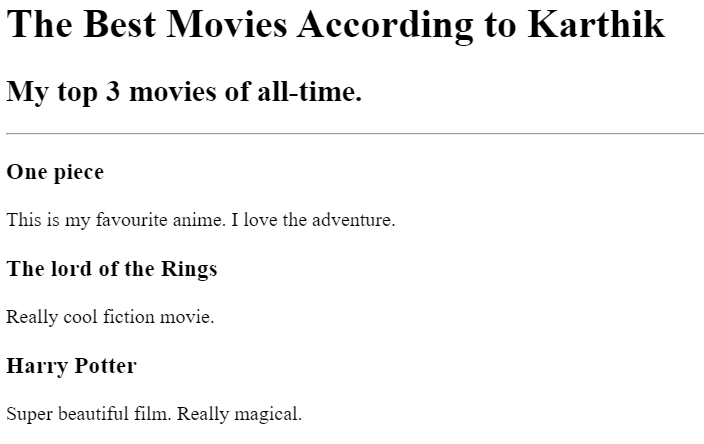 The Best Movies According to Karthik
My top 3 movies of all-time.
One piece
This is my favourite anime. I love the adventure.
The lord of the Rings
Really cool fiction movie.
Harry Potter
Super beautiful film. Really magical.